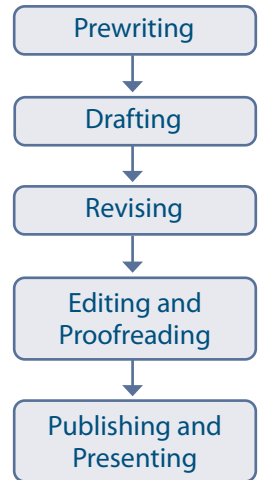 Prewriting
Drafting
Revising
Editing and
Proofreading
Publishing and
Presenting